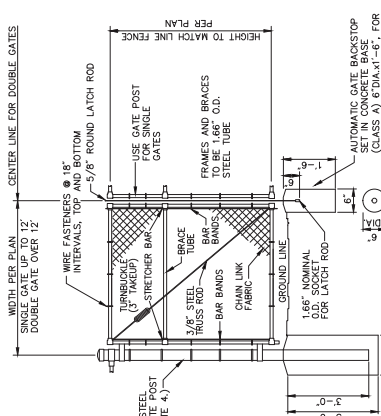 WIDTH PER PLAN
SINGLE GATE UP TO 12'
DOUBLE GATE OVER 12'
CENTER LINE FOR DOUBLE GATES
WIRE FASTENERS @ 18"
INTERVALS, TOP AND BOTTOM
5/8" ROUND LATCH ROD
HEIGHT TO MATCH LINE FENCE
PER PLAN
USE GATE POST
FOR SINGLE
GATES
FRAMES AND BRACES
TO BE 1.66" O.D.
STEEL TUBE
TURNBUCKLE
(3" TAKEUP)
STRETCHER BAR
BRACE
TUBE
BAR
BANDS
3/8" STEEL
TRUSS ROD
BAR BANDS
CHAIN LINK
FABRIC
GROUND LINE
1.66" NOMINAL
O.D. SOCKET
FOR LATCH ROD
STEEL
POST
4.)
3'-0"
1'-6"
6"
6"
6" DIA.
AUTOMATIC GATE BACKSTOP
SET IN CONCRETE BASE
(CLASS A) 6"DIA.x1'-6", FOR